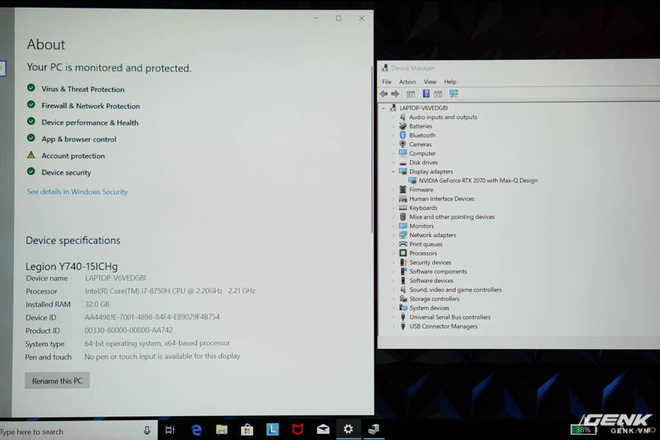 About
Your PC is monitored and protected.
Virus & Threat Protection
Firewall & Network Protection
Device performance & Health
App & browser control
Account protection
Device security
See details in Windows Security
Device specifications
Legion Y740-15ICHg
Device name LAPTOP-V6VEDGBI
Processor Intel(R) Core(TM) i7-8750H CPU @ 2.20GHz 2.21 GHz
Installed RAM 32.0 GB
Device ID AA44981E-7001-4898-84E4-E89029F4B754
Product ID 00330-80000-00000-AA742
System type 64-bit operating system, x64-based processor
Pen and touch No pen or touch input is available for this display
Rename this PC
Device Manager
File Action View Help
LAPTOP-V6VEDGBI
Audio inputs and outputs
Batteries
Bluetooth
Cameras
Computer
Disk drives
Display adapters
NVIDIA GeForce RTX 2070 with Max-Q Design
Firmware
Human Interface Devices
Keyboards
Mice and other pointing devices
Monitors
Network adapters
Print queues
Processors
Security devices
Software components
Software devices
Sound, video and game controllers
Storage controllers
System devices
Universal Serial Bus controllers
USB Connector Managers
Type here to search
38%
GENK
GENK.VN